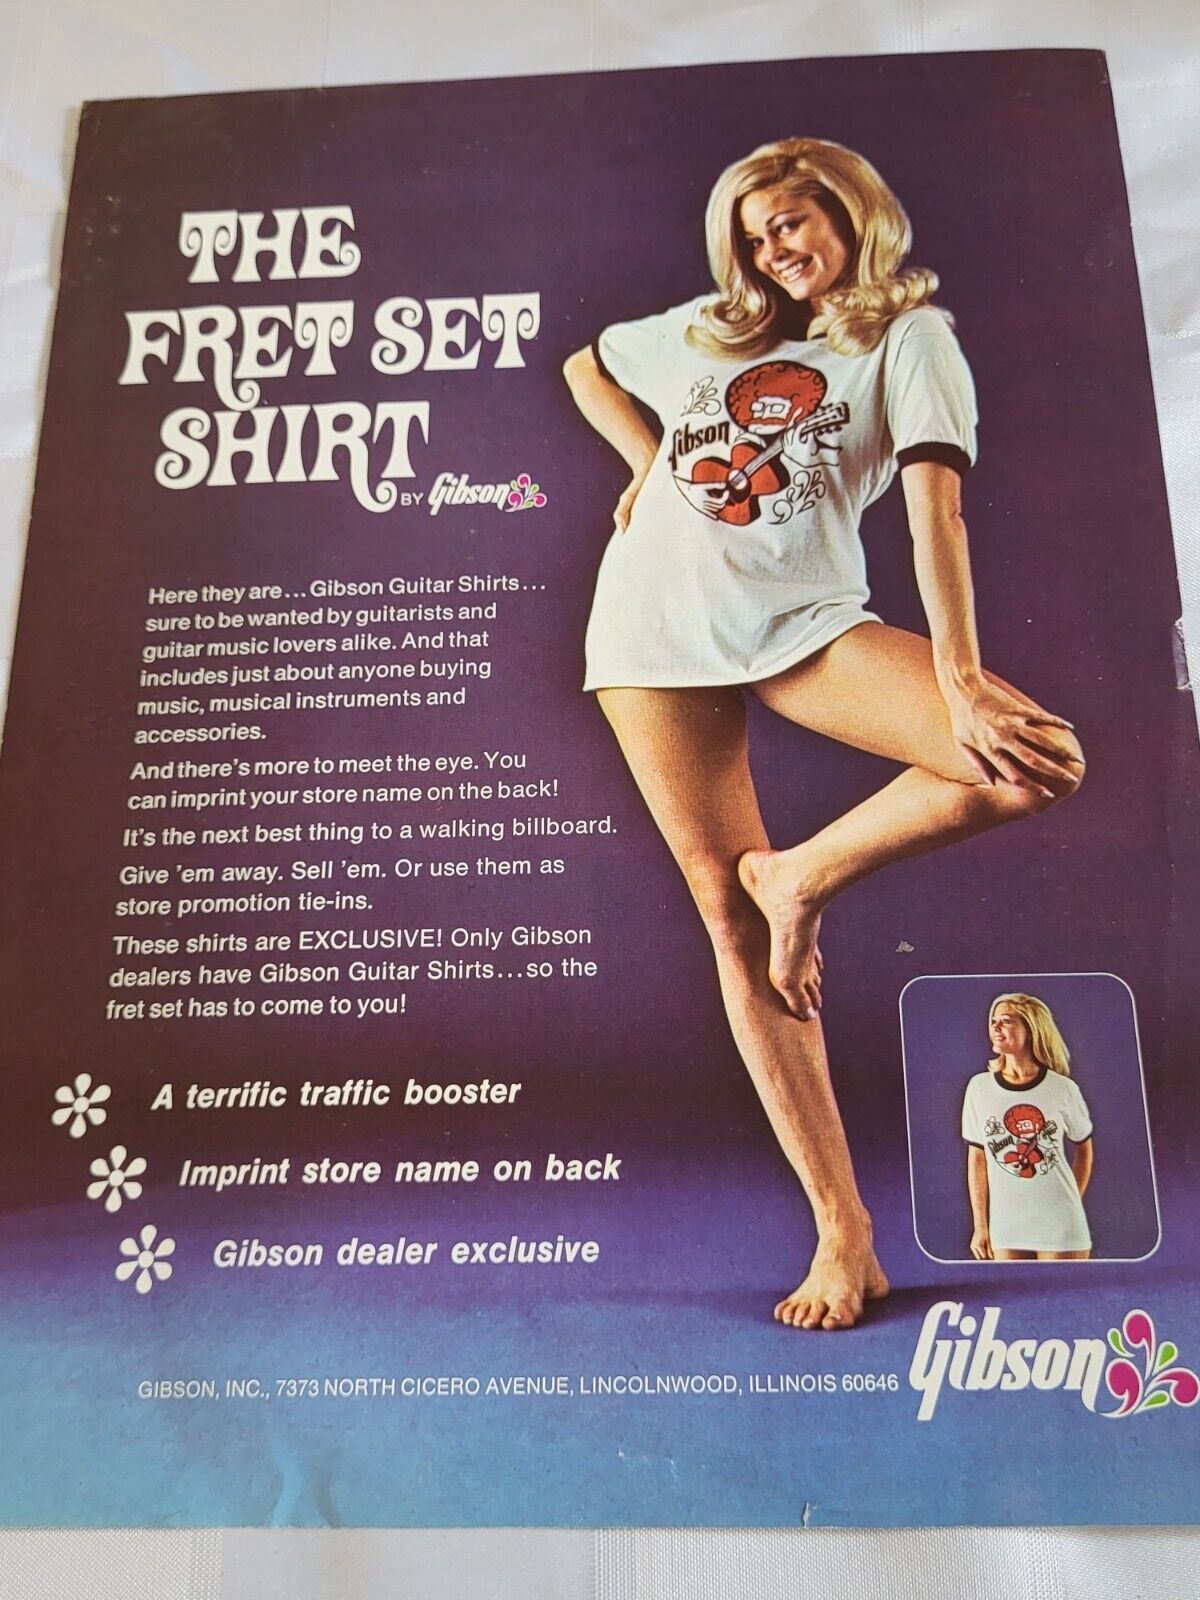 THE
FRET SET
SHIRT
BY Gibson
Here they are...Gibson Guitar Shirts...
sure to be wanted by guitarists and
guitar music lovers alike. And that
includes just about anyone buying
music, musical instruments and
accessories.
And there's more to meet the eye. You
can imprint your store name on the back!
It's the next best thing to a walking billboard.
Give 'em away. Sell 'em. Or use them as
store promotion tie-ins.
These shirts are EXCLUSIVE! Only Gibson
dealers have Gibson Guitar Shirts...so the
fret set has to come to you!
A terrific traffic booster
Imprint store name on back
Gibson dealer exclusive
Gibson
Gibson
GIBSON, INC., 7373 NORTH CICERO AVENUE, LINCOLNWOOD, ILLINOIS 60646
Gibson